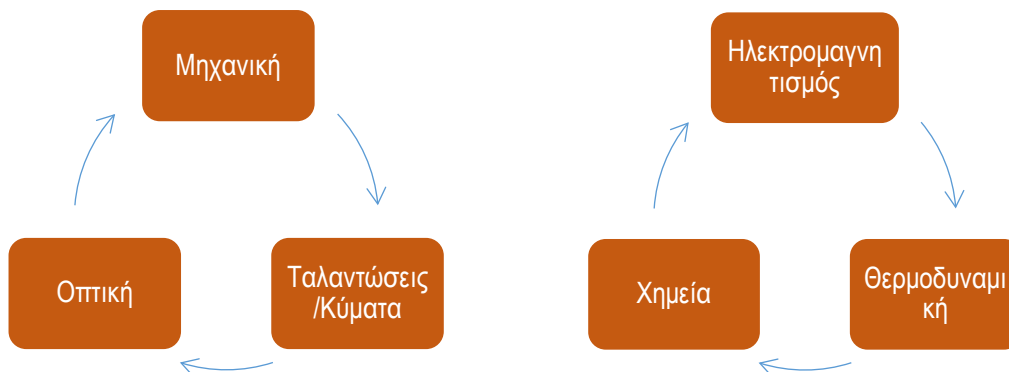 Μηχανική
Ηλεκτρομαγνη
τισμός
Οπτική
Ταλαντώσεις
/Κύματα
Χημεία
Θερμοδυναμι
κή